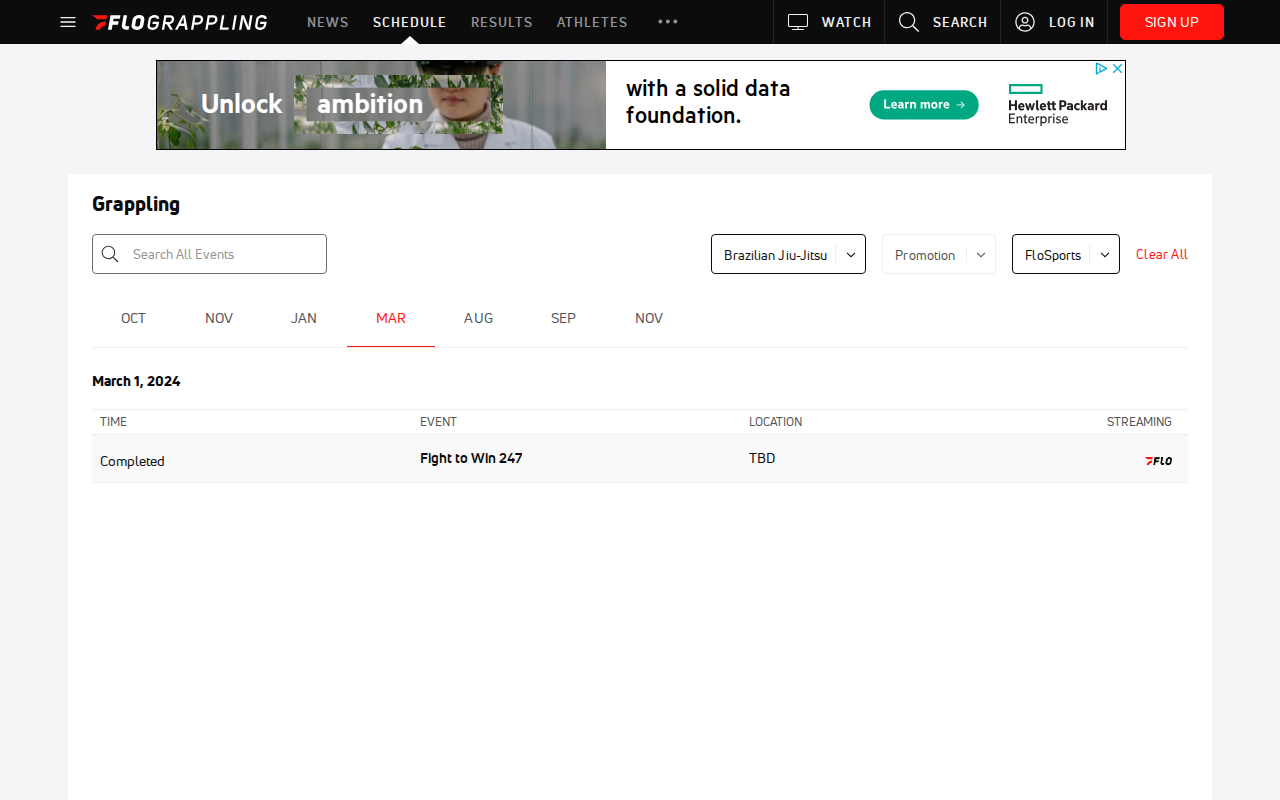 FLOGRAPPLING NEWS SCHEDULE RESULTS ATHLETES ••• WATCH SEARCH LOG IN SIGN UP
Unlock ambition
with a solid data
foundation.
Learn more →
Hewlett Packard
Enterprise
Grappling
Search All Events Brazilian Jiu-Jitsu Promotion FloSports Clear All
OCT NOV JAN MAR AUG SEP NOV
March 1, 2024
TIME EVENT LOCATION STREAMING
Completed Fight to Win 247 TBD FLO